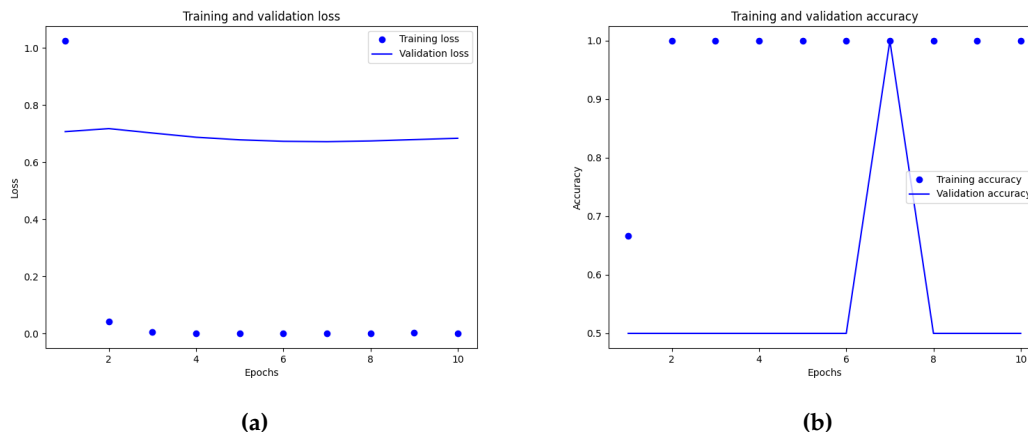 Training and validation loss
1.0
0.8
0.6
0.4
0.2
0.0
Loss
Training loss
Validation loss
2
4
6
8
10
Epochs
(a)
Training and validation accuracy
1.0
0.9
0.8
0.7
0.6
0.5
Accuracy
Training accuracy
Validation accuracy
2
4
6
8
10
Epochs
(b)